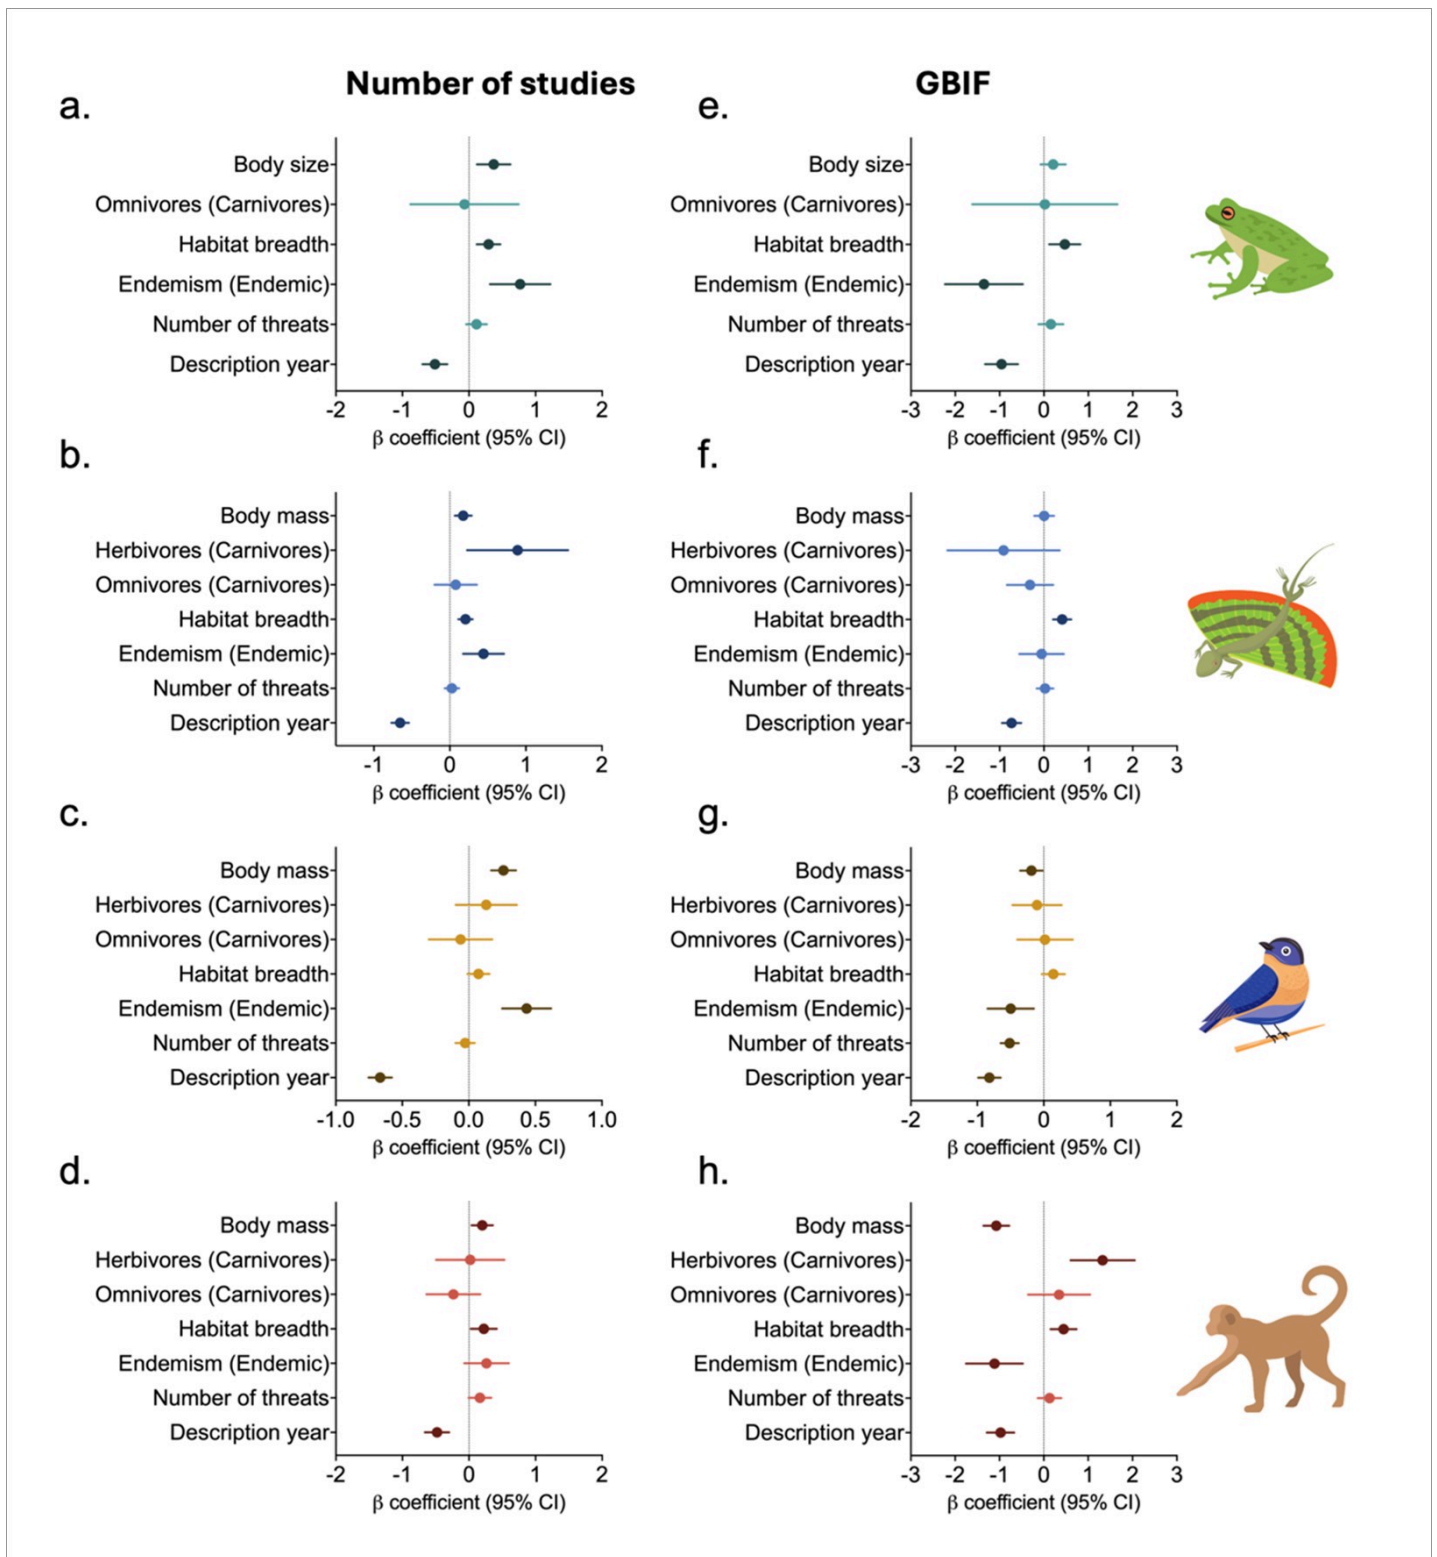 Number of studies
GBIF
a.
Body size
Omnivores (Carnivores)
Habitat breadth
Endemism (Endemic)
Number of threats
Description year
-2 -1 0 1 2
β coefficient (95% CI)
e.
Body size
Omnivores (Carnivores)
Habitat breadth
Endemism (Endemic)
Number of threats
Description year
-3 -2 -1 0 1 2 3
β coefficient (95% CI)
b.
Body mass
Herbivores (Carnivores)
Omnivores (Carnivores)
Habitat breadth
Endemism (Endemic)
Number of threats
Description year
-1 0 1 2
β coefficient (95% CI)
f.
Body mass
Herbivores (Carnivores)
Omnivores (Carnivores)
Habitat breadth
Endemism (Endemic)
Number of threats
Description year
-3 -2 -1 0 1 2 3
β coefficient (95% CI)
c.
Body mass
Herbivores (Carnivores)
Omnivores (Carnivores)
Habitat breadth
Endemism (Endemic)
Number of threats
Description year
-1.0 -0.5 0.0 0.5 1.0
β coefficient (95% CI)
g.
Body mass
Herbivores (Carnivores)
Omnivores (Carnivores)
Habitat breadth
Endemism (Endemic)
Number of threats
Description year
-2 -1 0 1 2
β coefficient (95% CI)
d.
Body mass
Herbivores (Carnivores)
Omnivores (Carnivores)
Habitat breadth
Endemism (Endemic)
Number of threats
Description year
-2 -1 0 1 2
β coefficient (95% CI)
h.
Body mass
Herbivores (Carnivores)
Omnivores (Carnivores)
Habitat breadth
Endemism (Endemic)
Number of threats
Description year
-3 -2 -1 0 1 2 3
β coefficient (95% CI)